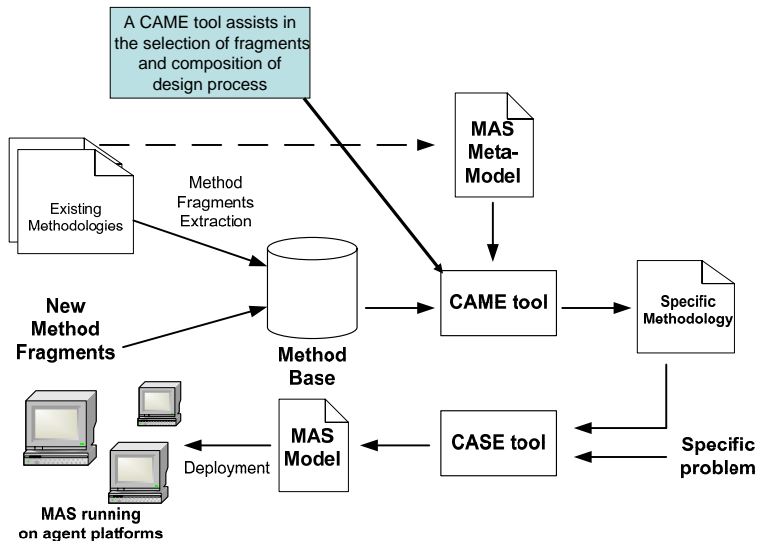 A CAME tool assists in
the selection of fragments
and composition of
design process
MAS
Meta-
Model
Existing
Methodologies
Method
Fragments
Extraction
New
Method
Fragments
Method
Base
CAME tool
Specific
Methodology
MAS running
on agent platforms
Deployment
MAS
Model
CASE tool
Specific
problem